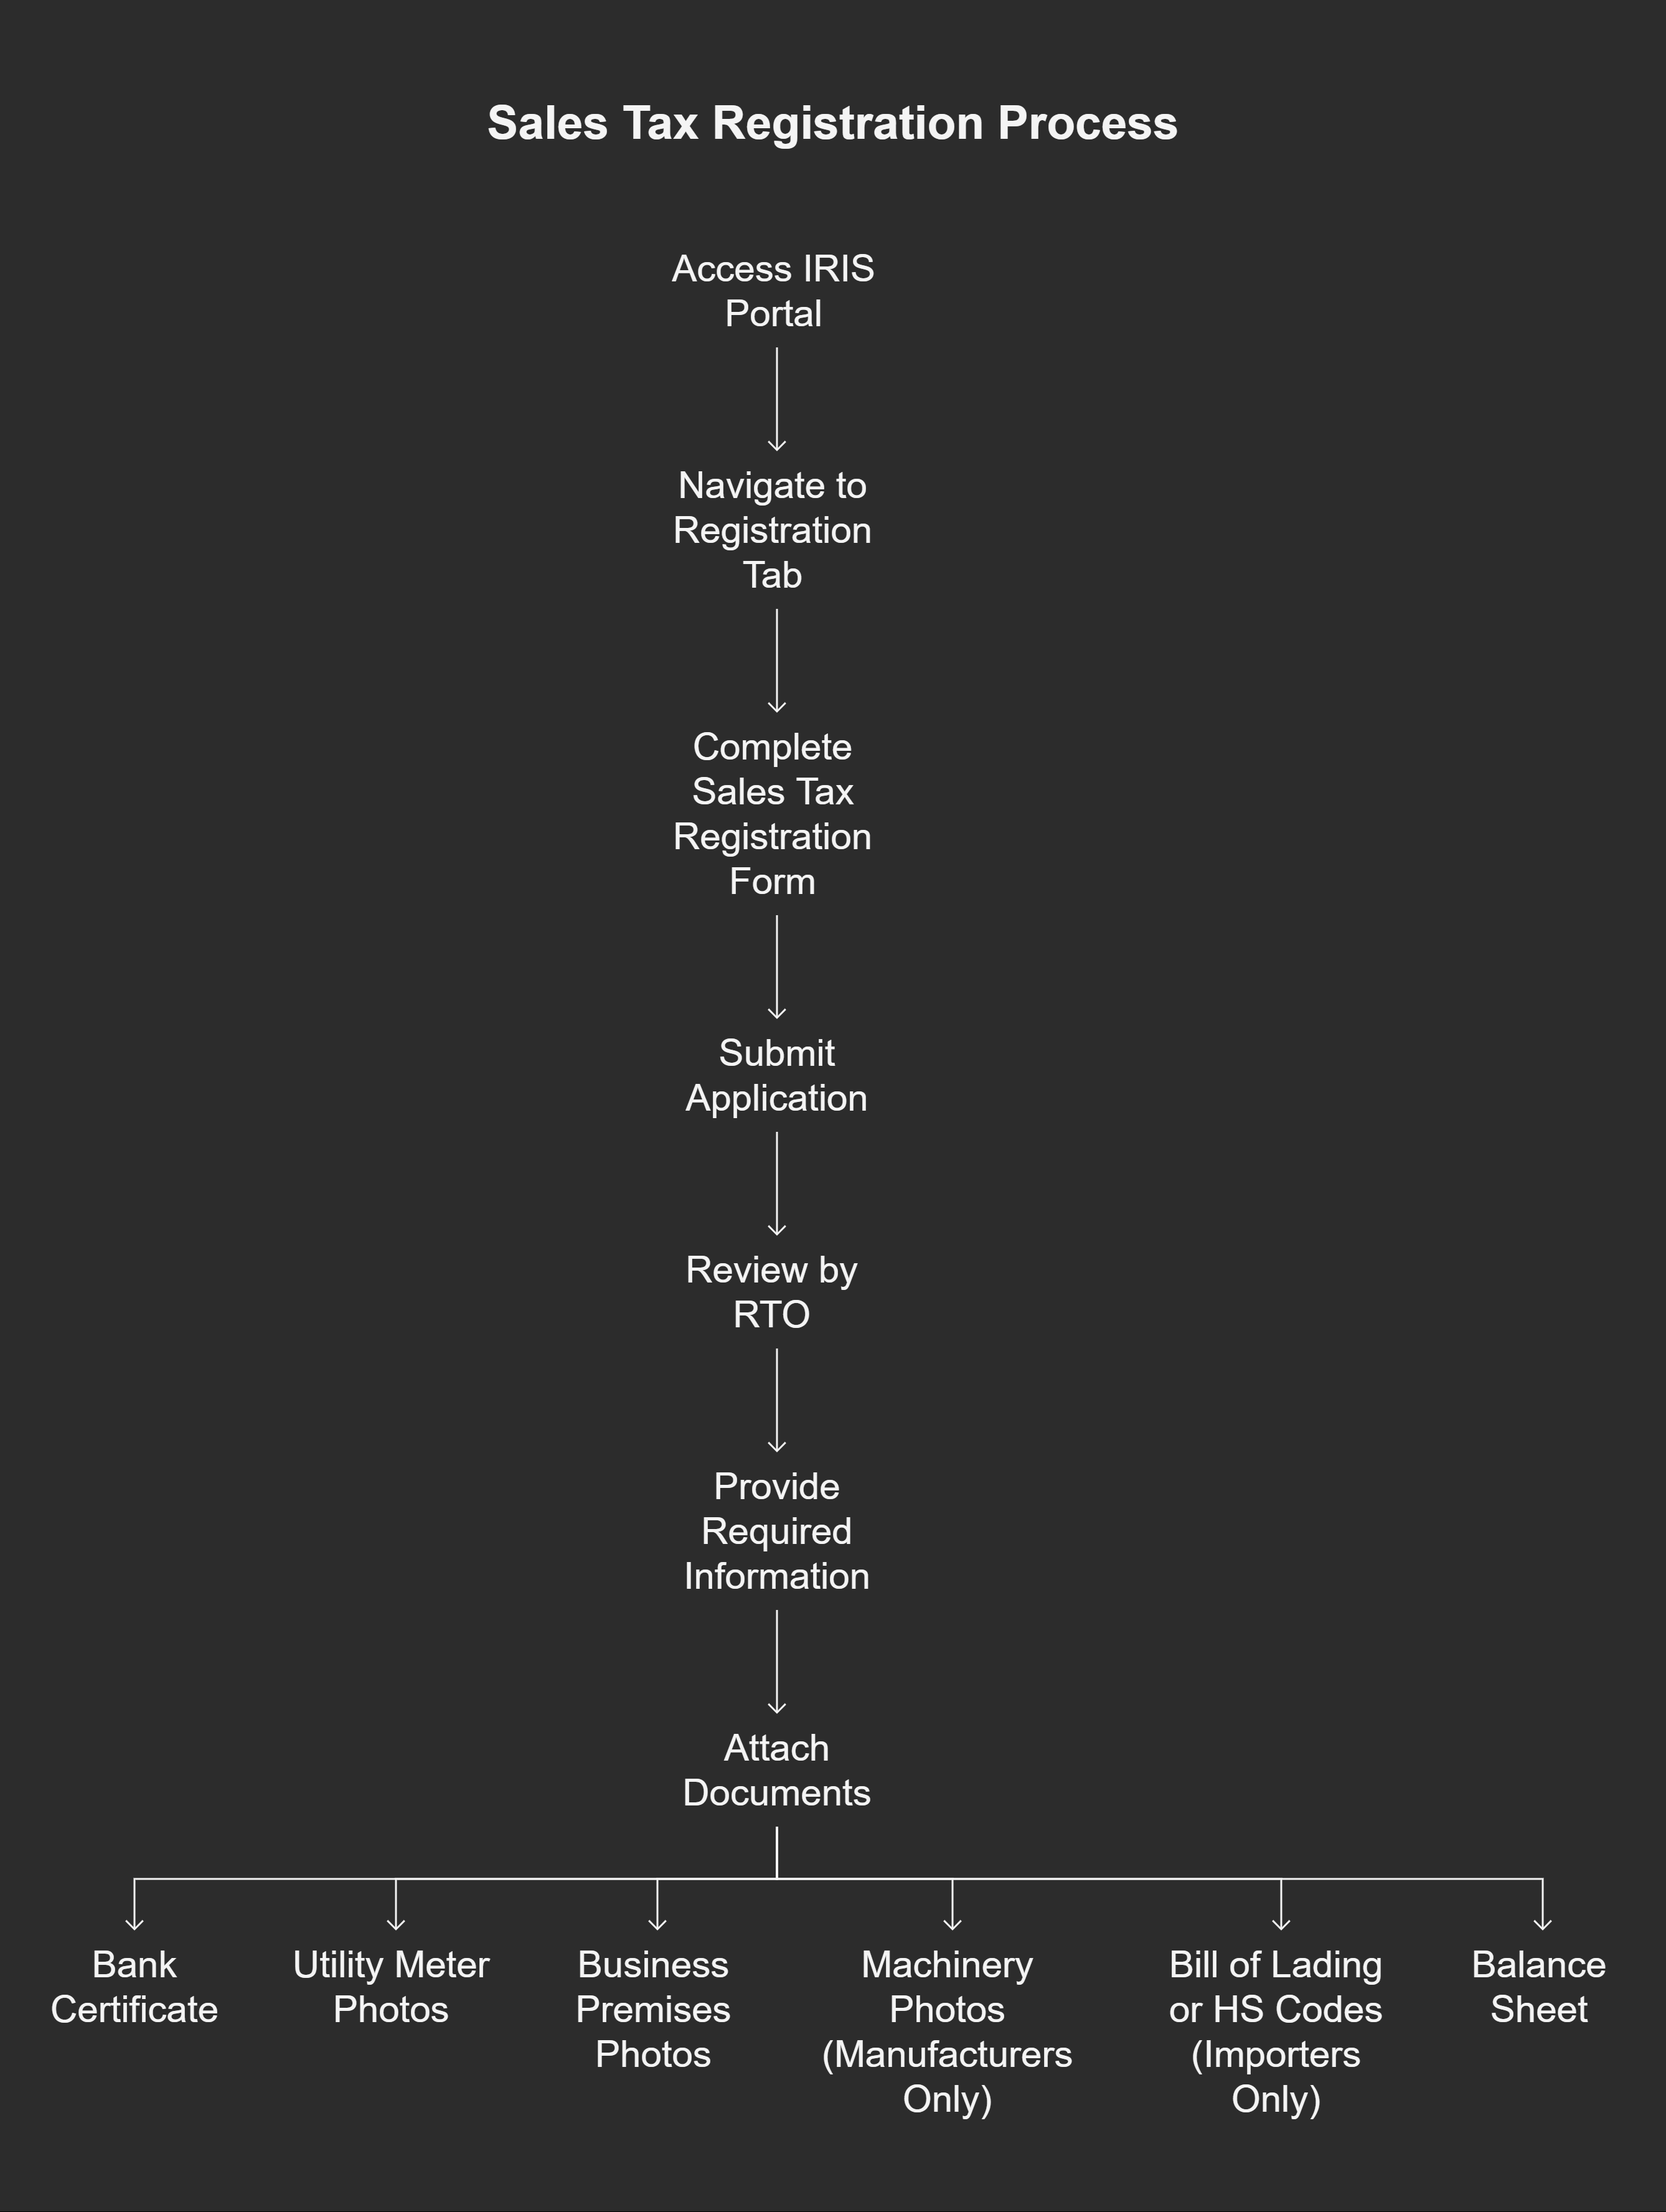 Sales Tax Registration Process
Access IRIS
Portal
Navigate to
Registration
Tab
Complete
Sales Tax
Registration
Form
Submit
Application
Review by
RTO
Provide
Required
Information
Attach
Documents
Bank
Certificate
Utility Meter
Photos
Business
Premises
Photos
Machinery
Photos
(Manufacturers
Only)
Bill of Lading
or HS Codes
(Importers
Only)
Balance
Sheet